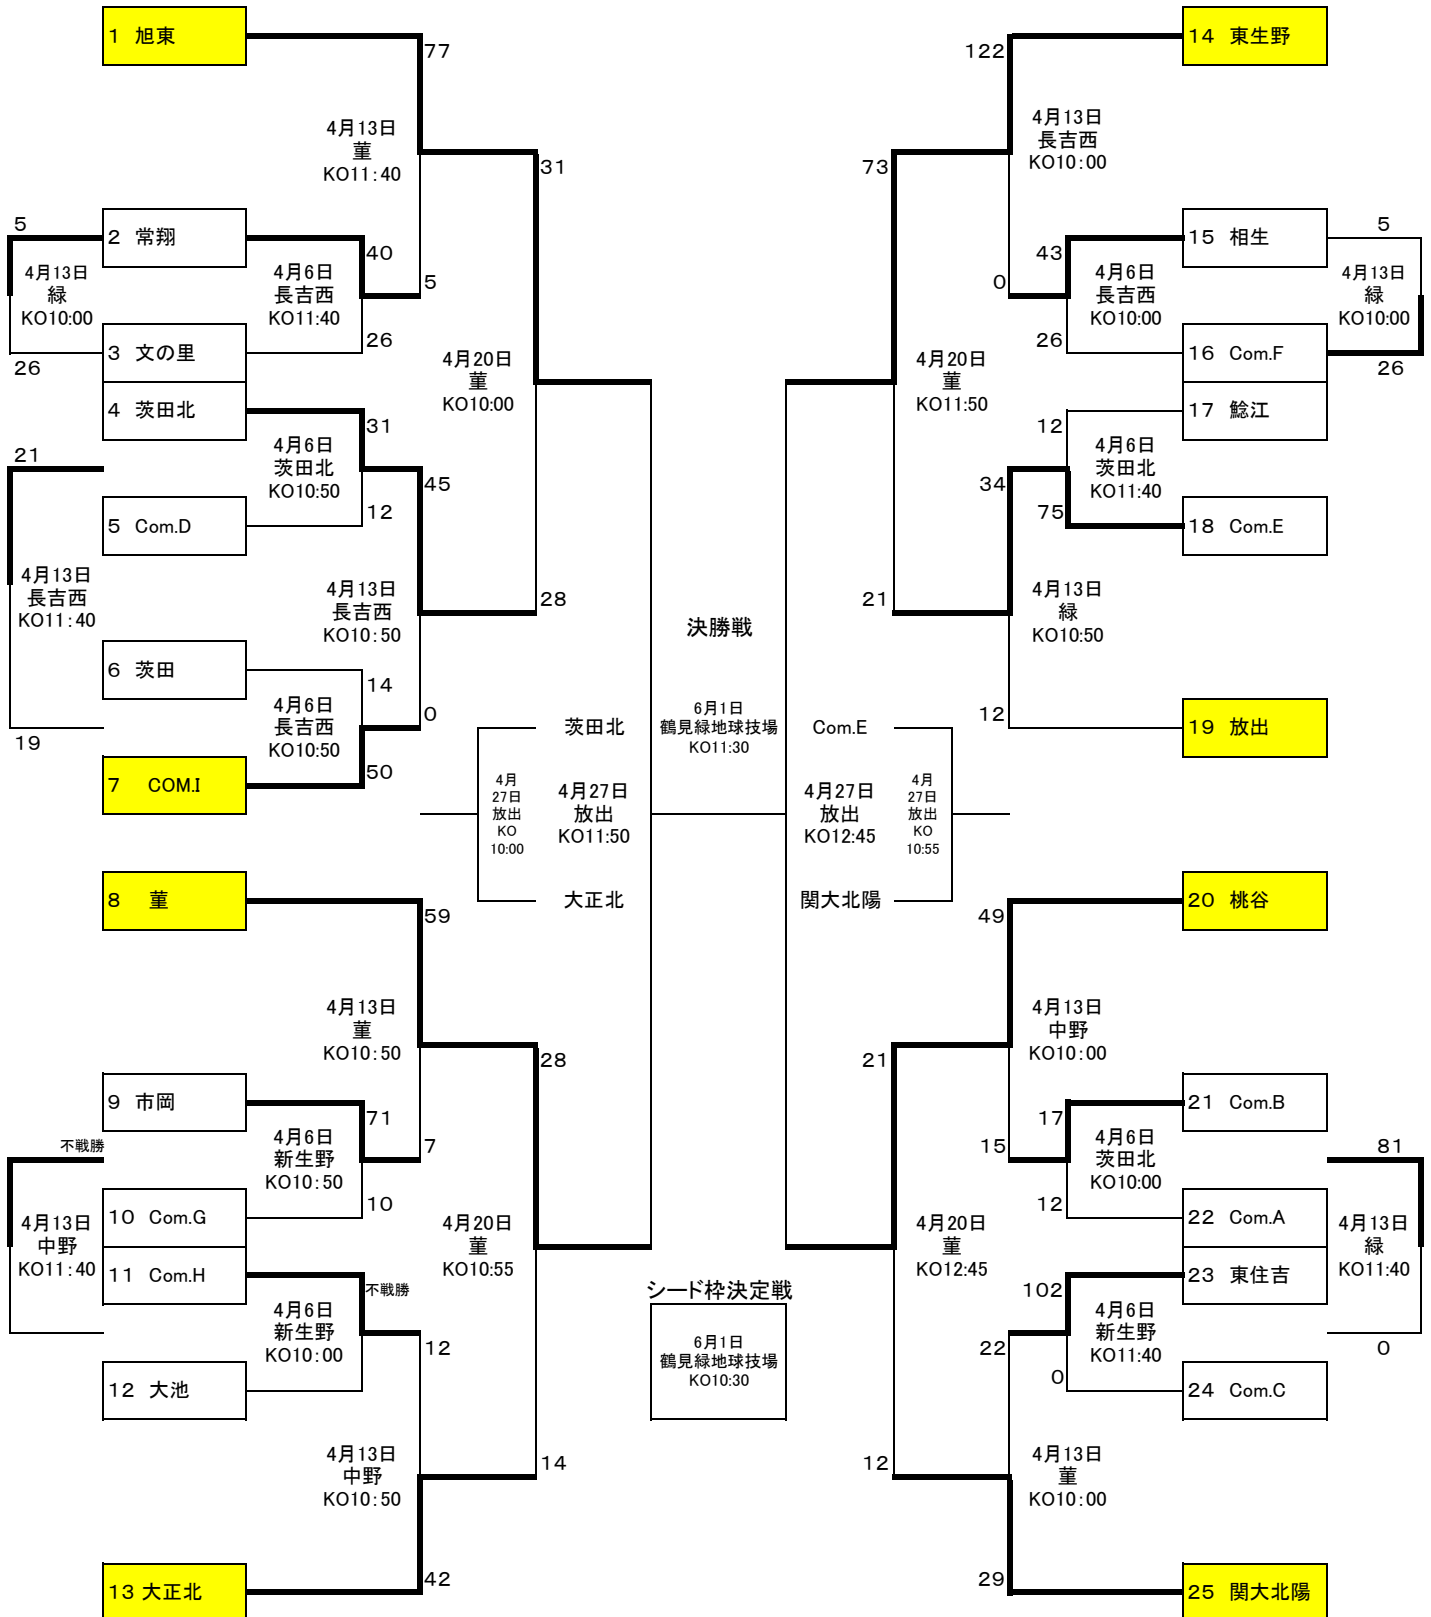 1 旭東
77
122
14 東生野
4月13日
菫
KO11:40
4月13日
長吉西
KO10:00
31
73
5
2 常翔
40
43
15 相生
5
4月13日
緑
KO10:00
4月6日
長吉西
KO11:40
5
0
4月6日
長吉西
KO10:00
4月13日
緑
KO10:00
26
3 文の里
26
26
16 Com.F
26
4月20日
菫
KO10:00
4月20日
菫
KO11:50
4 茨田北
31
12
17 鯰江
21
4月6日
茨田北
KO10:50
45
34
4月6日
茨田北
KO11:40
5 Com.D
12
75
18 Com.E
4月13日
長吉西
KO11:40
4月13日
長吉西
KO10:50
28
21
4月13日
緑
KO10:50
決勝戦
6 茨田
14
4月6日
長吉西
KO10:50
0
12
19 放出
19
7 COM.I
50
茨田北
6月1日
鶴見緑地球技場
KO11:30
Com.E
4月
27日
放出
KO
10:00
4月27日
放出
KO11:50
4月27日
放出
KO12:45
4月
27日
放出
KO
10:55
大正北
関大北陽
8 菫
59
49
20 桃谷
4月13日
菫
KO10:50
4月13日
中野
KO10:00
28
21
9 市岡
71
17
21 Com.B
不戦勝
4月6日
新生野
KO10:50
7
15
4月6日
茨田北
KO10:00
81
4月13日
中野
KO11:40
10 Com.G
10
12
22 Com.A
4月13日
緑
KO11:40
4月20日
菫
KO10:55
4月20日
菫
KO12:45
11 Com.H
不戦勝
シード枠決定戦
102
23 東住吉
4月6日
新生野
KO10:00
12
6月1日
鶴見緑地球技場
KO10:30
22
4月6日
新生野
KO11:40
0
12 大池
0
24 Com.C
4月13日
中野
KO10:50
14
12
4月13日
菫
KO10:00
13 大正北
42
29
25 関大北陽